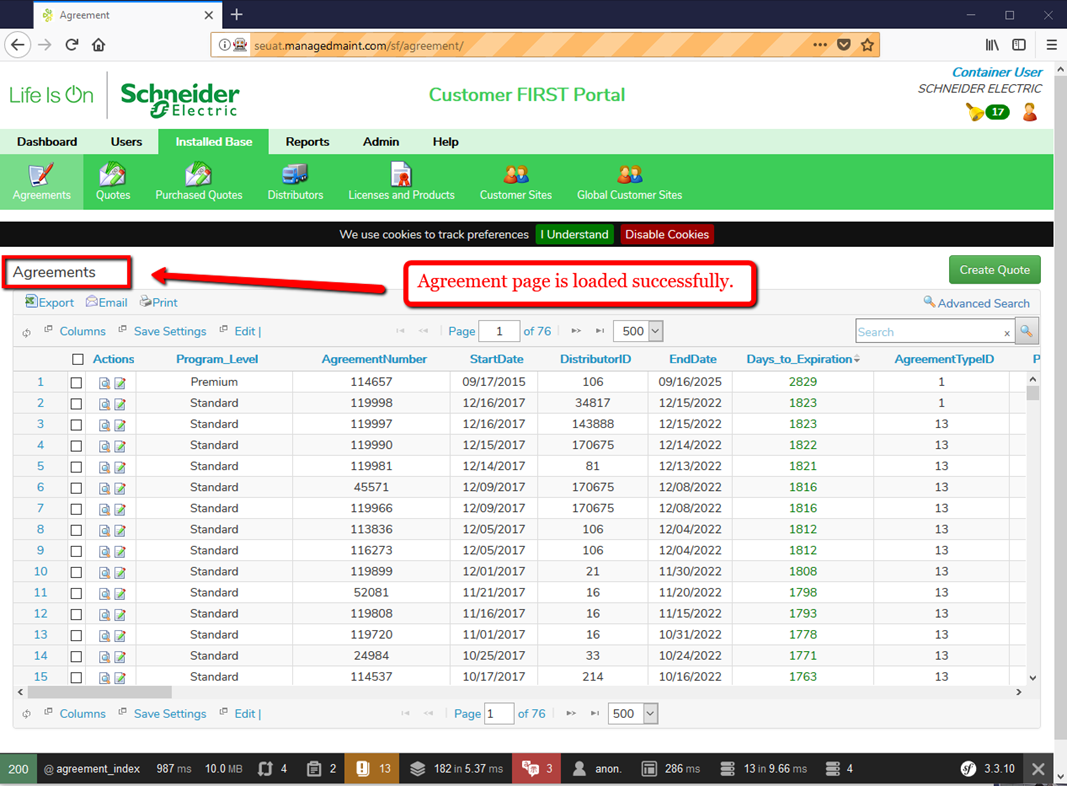 Agreement
seuat.managedmaint.com/sf/agreement/
Life Is On
Schneider Electric
Customer FIRST Portal
Container User
SCHNEIDER ELECTRIC
17
Dashboard Users Installed Base Reports Admin Help
Agreements Quotes Purchased Quotes Distributors Licenses and Products Customer Sites Global Customer Sites
We use cookies to track preferences I Understand Disable Cookies
Agreements
Agreement page is loaded successfully.
Create Quote
Export Email Print
Advanced Search
Columns Save Settings Edit | Page 1 of 76 500 Search x
Actions Program_Level AgreementNumber StartDate DistributorID EndDate Days_to_Expiration AgreementTypeID P
1 Premium 114657 09/17/2015 106 09/16/2025 2829 1
2 Standard 119998 12/16/2017 34817 12/15/2022 1823 1
3 Standard 119997 12/16/2017 143888 12/15/2022 1823 13
4 Standard 119990 12/15/2017 170675 12/14/2022 1822 13
5 Standard 119981 12/14/2017 81 12/13/2022 1821 13
6 Standard 45571 12/09/2017 170675 12/08/2022 1816 13
7 Standard 119966 12/09/2017 170675 12/08/2022 1816 13
8 Standard 113836 12/05/2017 106 12/04/2022 1812 13
9 Standard 116273 12/05/2017 106 12/04/2022 1812 13
10 Standard 119899 12/01/2017 21 11/30/2022 1808 13
11 Standard 52081 11/21/2017 16 11/20/2022 1798 13
12 Standard 119808 11/16/2017 16 11/15/2022 1793 13
13 Standard 119720 11/01/2017 16 10/31/2022 1778 13
14 Standard 24984 10/25/2017 33 10/24/2022 1771 13
15 Standard 114537 10/17/2017 214 10/16/2022 1763 13
Columns Save Settings Edit | Page 1 of 76 500
200 @ agreement_index 987 ms 10.0 MB 4 2 13 182 in 5.37 ms 3 anon. 286 ms 13 in 9.66 ms 4 sf 3.3.10